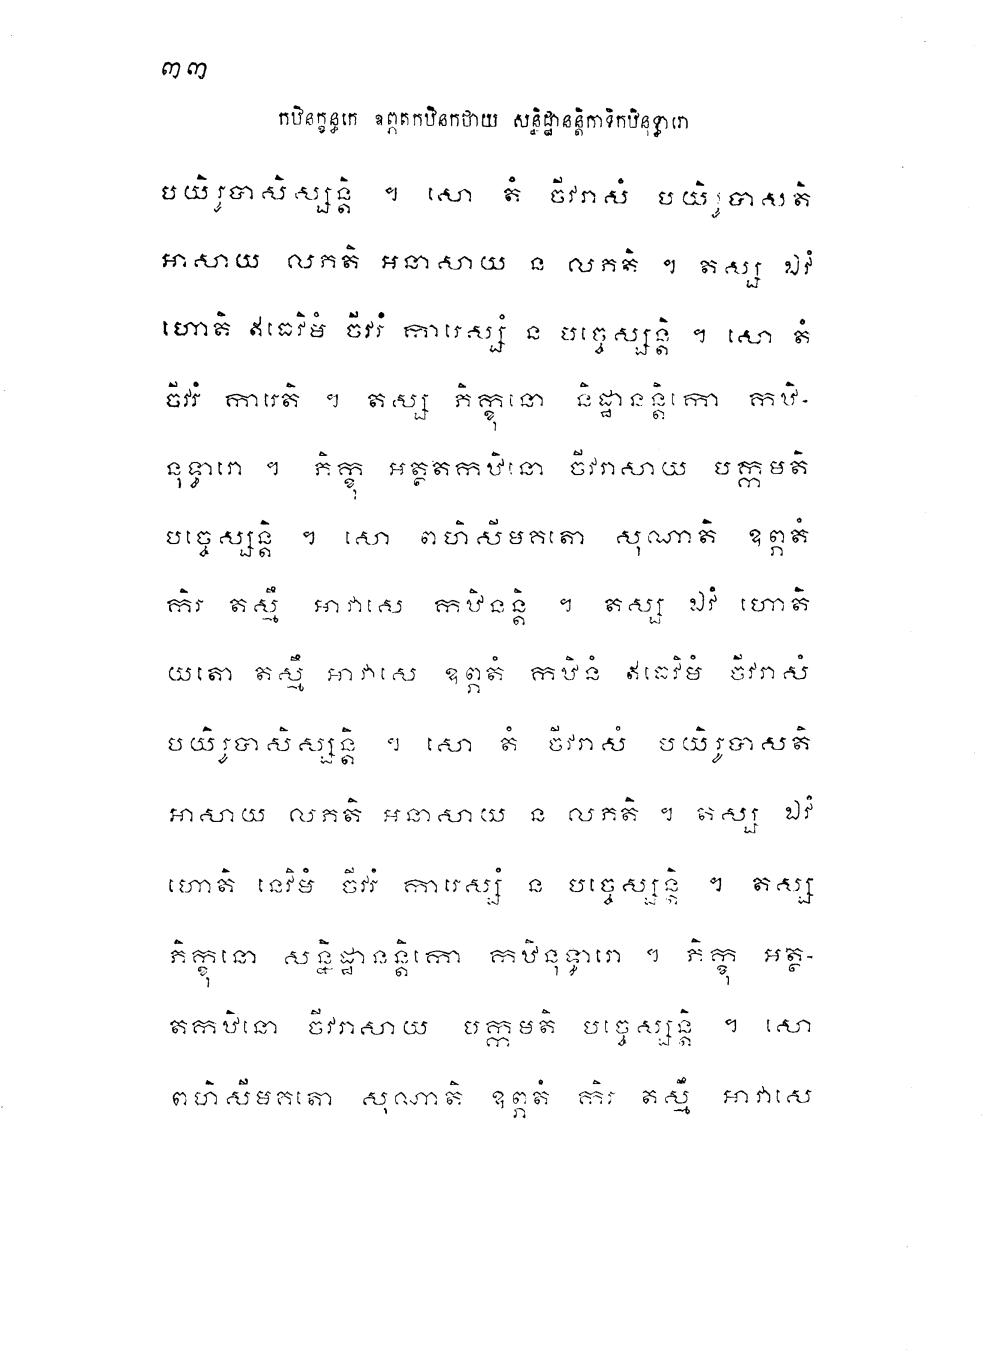 ៣៣
កឋិនក្ខន្ធកេ ឧព្ភតកឋិនកថាយ សន្និដ្ឋានន្តិកាទិកឋិនុទ្ធារោ
បយិរុបាសិស្សន្តិ ។ សោ តំ ចីវរាសំ បយិរុបាសតិ
អាសាយ លភតិ អនាសាយ ន លភតិ ។ តស្ស ឯវំ
ហោតិ ឥធេវិមំ ចីវរំ ការេស្សំ ន បច្ចេស្សន្តិ ។ សោ តំ
ចីវរំ ការេតិ ។ តស្ស ភិក្ខុនោ និដ្ឋានន្តិកោ កឋិ-
នុទ្ធារោ ។ ភិក្ខុ អត្ថតកឋិនោ ចីវរាសាយ បក្កមតិ
បច្ចេស្សន្តិ ។ សោ ពហិសីមគតោ សុណាតិ ឧព្ភតំ
កិរ តស្មឹ អាវាសេ កឋិនន្តិ ។ តស្ស ឯវំ ហោតិ
យតោ តស្មឹ អាវាសេ ឧព្ភតំ កឋិនំ ឥធេវិមំ ចីវរាសំ
បយិរុបាសិស្សន្តិ ។ សោ តំ ចីវរាសំ បយិរុបាសតិ
អាសាយ លភតិ អនាសាយ ន លភតិ ។ តស្ស ឯវំ
ហោតិ នេវិមំ ចីវរំ ការេស្សំ ន បច្ចេស្សន្តិ ។ តស្ស
ភិក្ខុនោ សន្និដ្ឋានន្តិកោ កឋិនុទ្ធារោ ។ ភិក្ខុ អត្ថ-
តកឋិនោ ចីវរាសាយ បក្កមតិ បច្ចេស្សន្តិ ។ សោ
ពហិសីមគតោ សុណាតិ ឧព្ភតំ កិរ តស្មឹ អាវាសេ